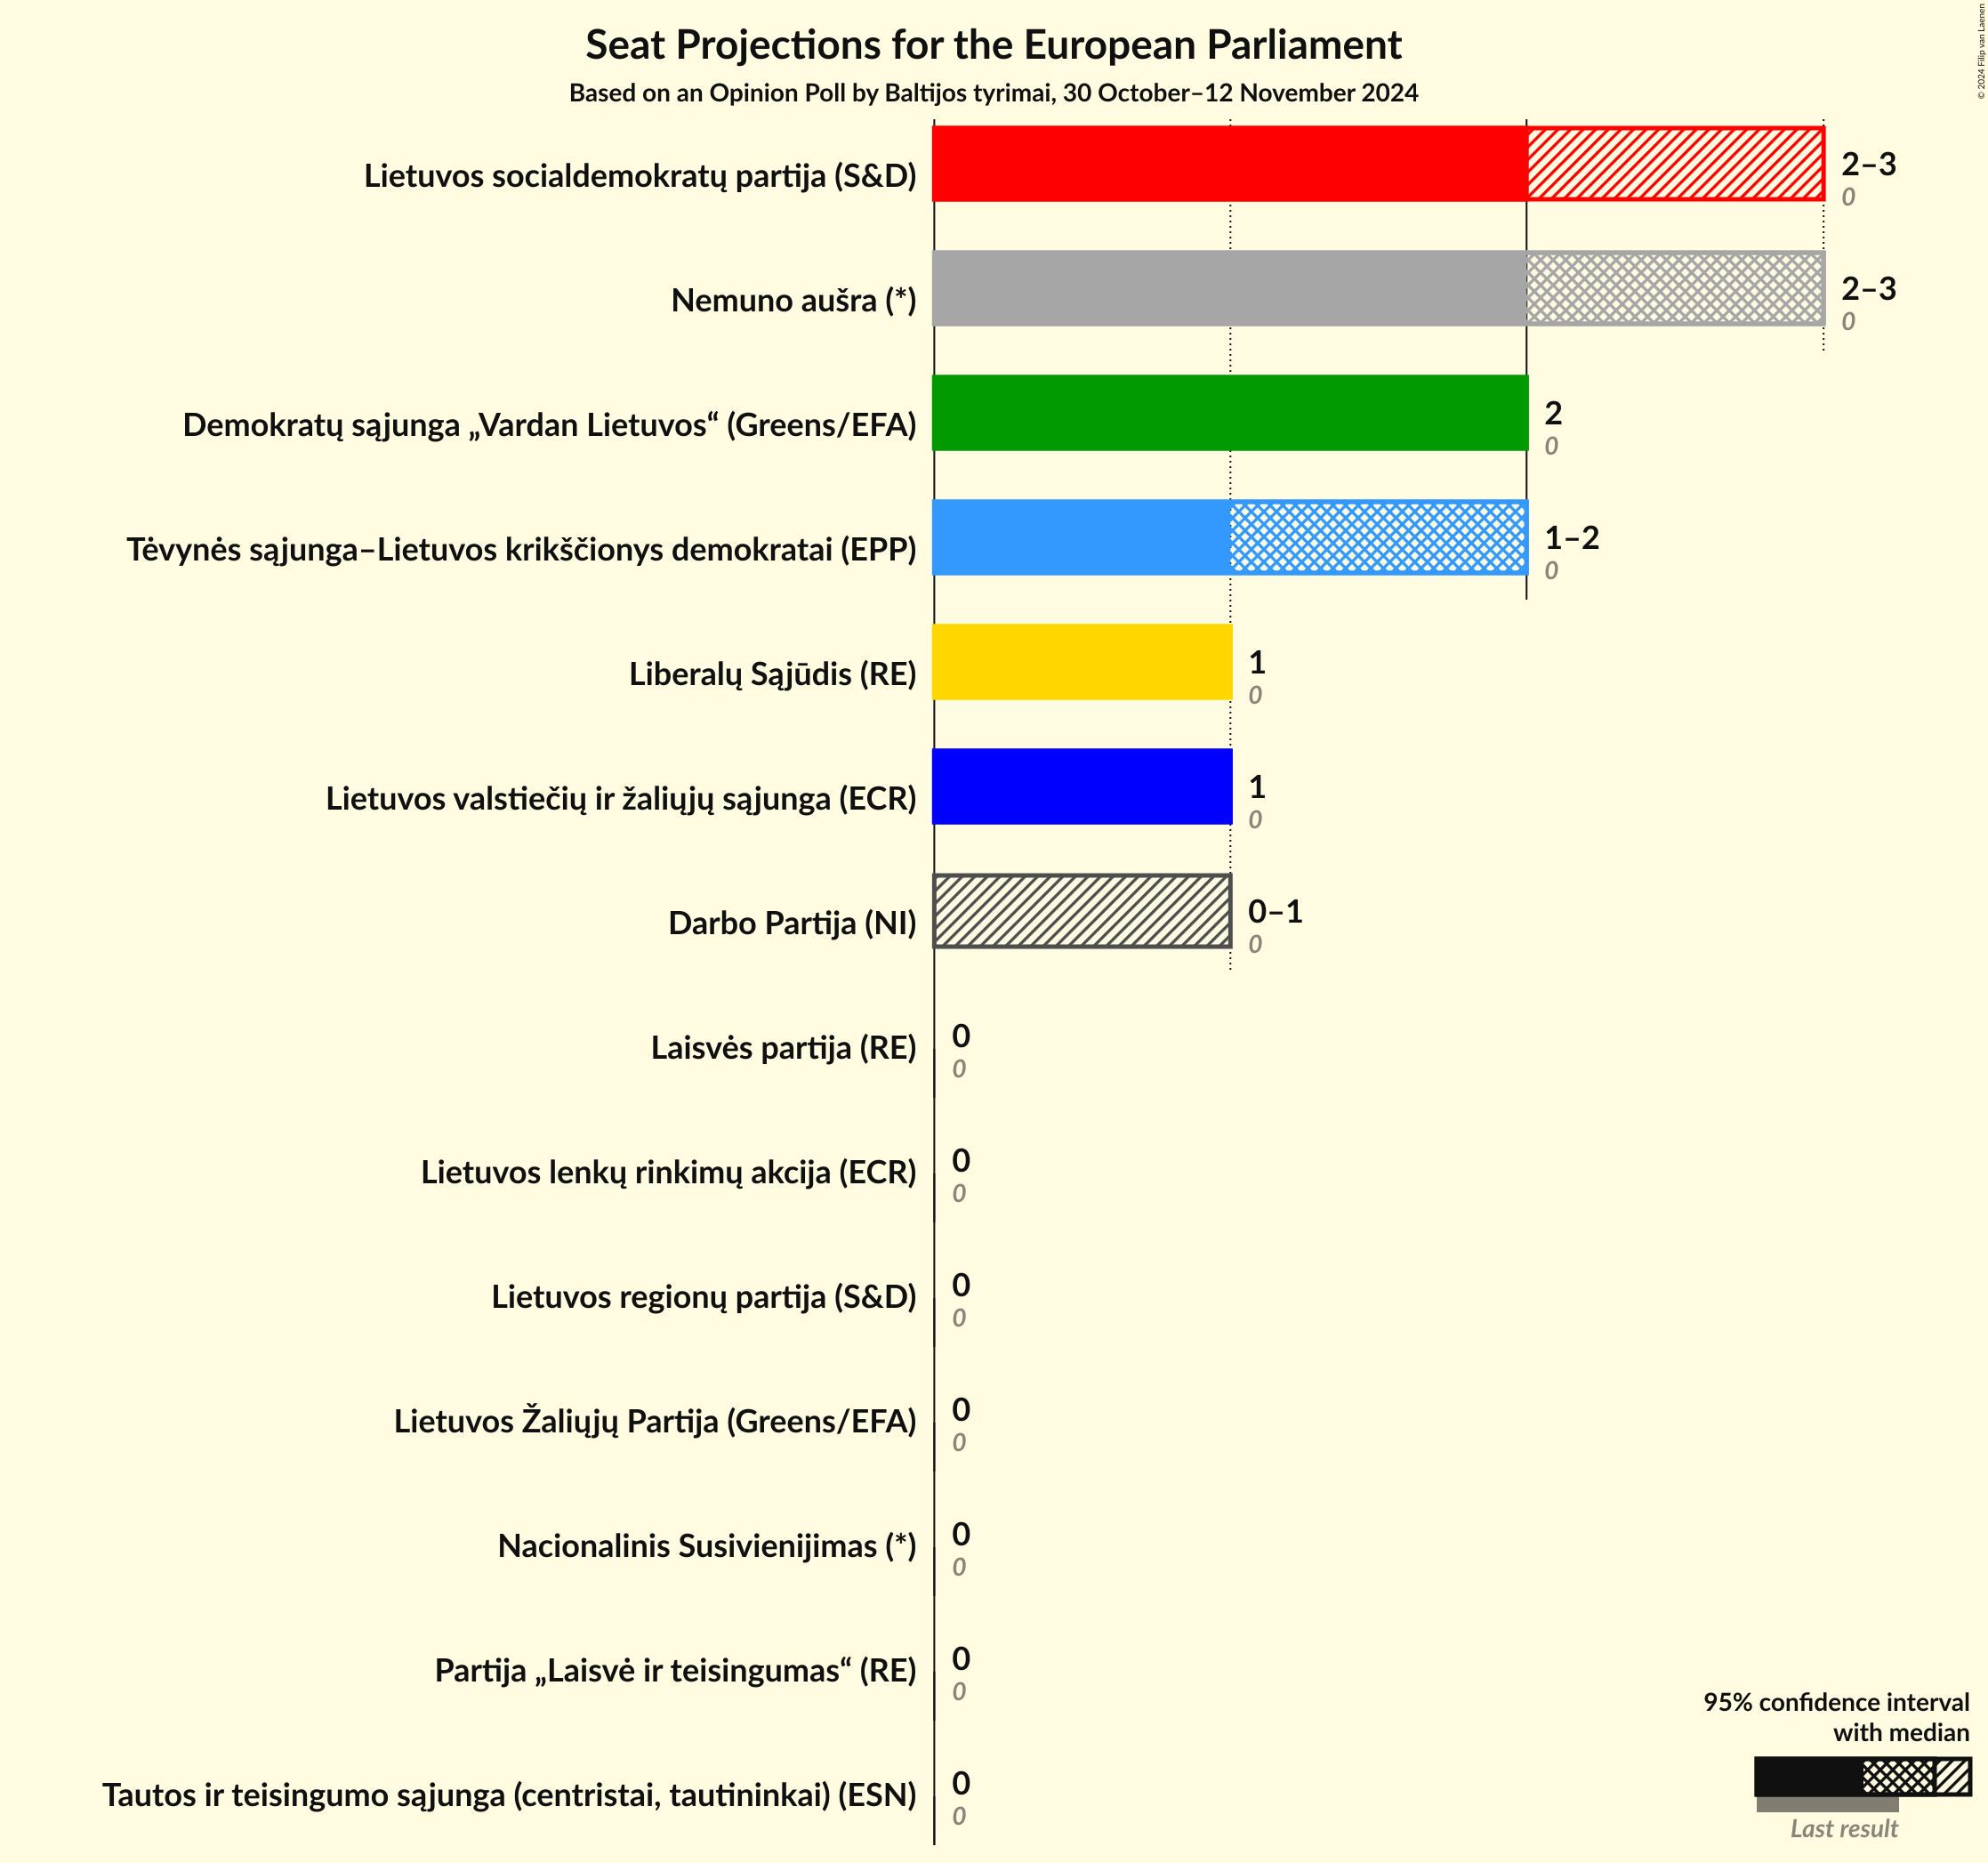 Seat Projections for the European Parliament
Based on an Opinion Poll by Baltijos tyrimai, 30 October–12 November 2024
© 2024 Filip van Laenen
Lietuvos socialdemokratų partija (S&D)
2–3
0
Nemuno aušra (*)
2–3
0
Demokratų sąjunga „Vardan Lietuvos“ (Greens/EFA)
2
0
Tėvynės sąjunga–Lietuvos krikščionys demokratai (EPP)
1–2
0
Liberalų Sąjūdis (RE)
1
0
Lietuvos valstiečių ir žaliųjų sąjunga (ECR)
1
0
Darbo Partija (NI)
0–1
0
Laisvės partija (RE)
0
0
Lietuvos lenkų rinkimų akcija (ECR)
0
0
Lietuvos regionų partija (S&D)
0
0
Lietuvos Žaliųjų Partija (Greens/EFA)
0
0
Nacionalinis Susivienijimas (*)
0
0
Partija „Laisvė ir teisingumas“ (RE)
0
0
Tautos ir teisingumo sąjunga (centristai, tautininkai) (ESN)
0
0
95% confidence interval
with median
Last result